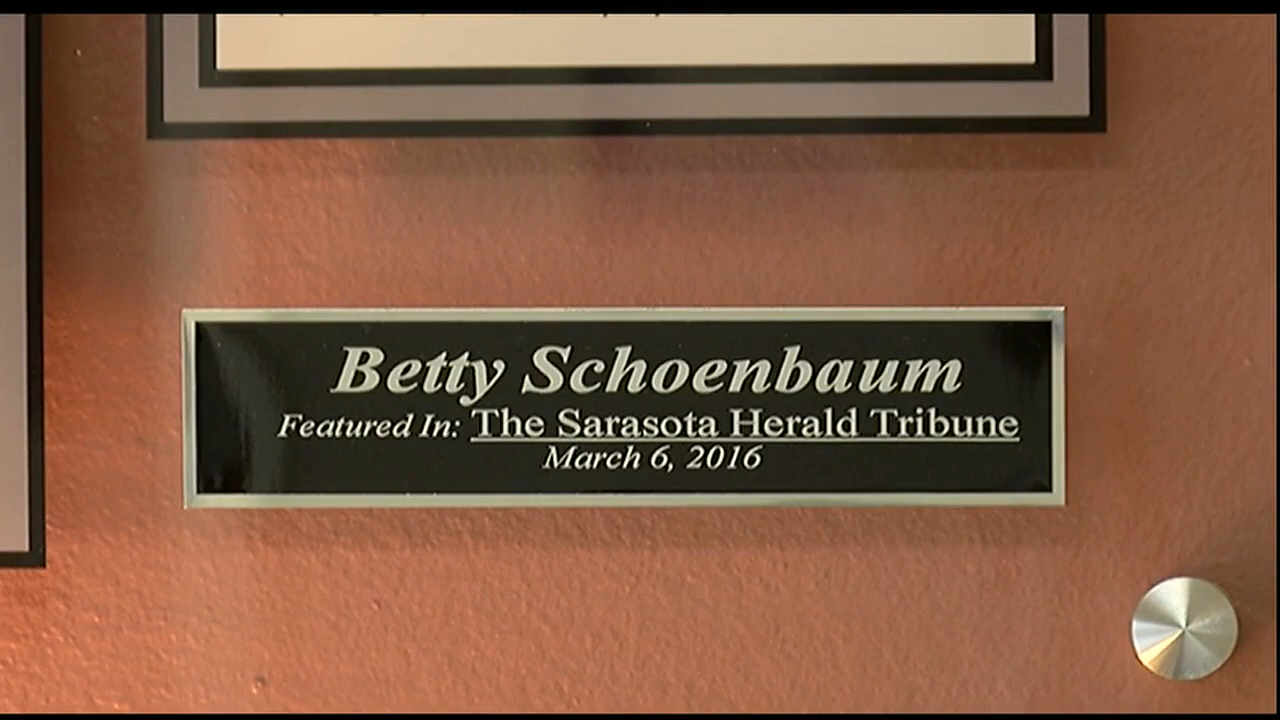 Betty Schoenbaum
Featured In: The Sarasota Herald Tribune
March 6, 2016